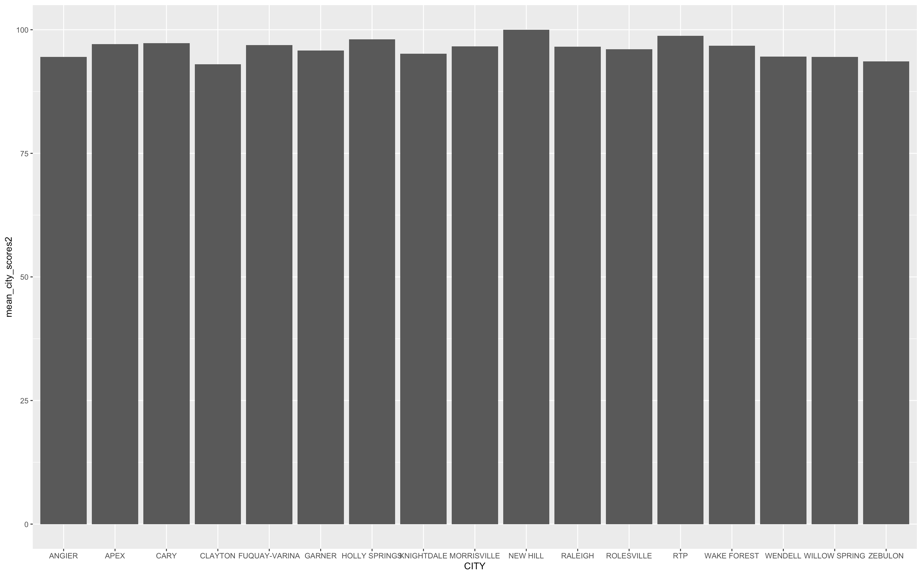 100
75
50
25
0
mean_city_scores2
ANGIER APEX CARY CLAYTON FUQUAY-VARINA GARNER HOLLY SPRINGS KNIGHTDALE MORRISVILLE NEW HILL RALEIGH ROLESVILLE RTP WAKE FOREST WENDELL WILLOW SPRING ZEBULON
CITY